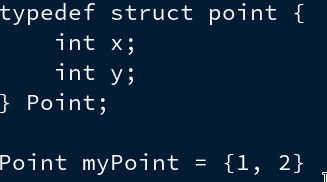 typedef struct point {
    int x;
    int y;
} Point;

Point myPoint = {1, 2}